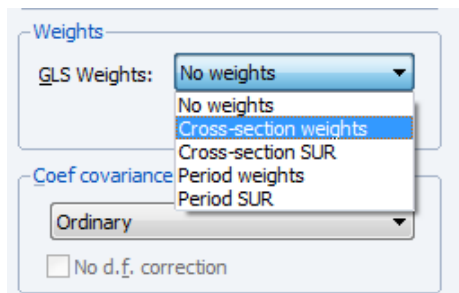 Weights
GLS Weights: No weights
No weights
Cross-section weights
Cross-section SUR
Period weights
Period SUR
Coef covariance
Ordinary
No d.f. correction